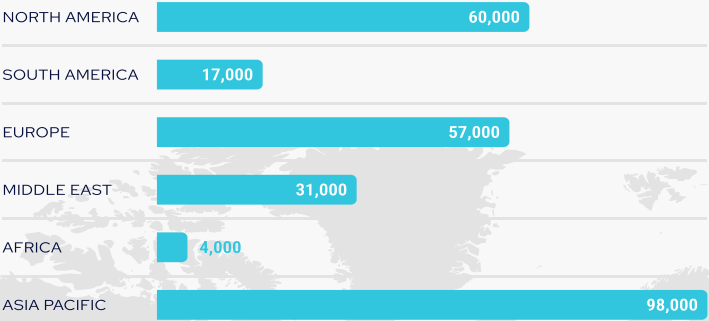 NORTH AMERICA 60,000
SOUTH AMERICA 17,000
EUROPE 57,000
MIDDLE EAST 31,000
AFRICA 4,000
ASIA PACIFIC 98,000